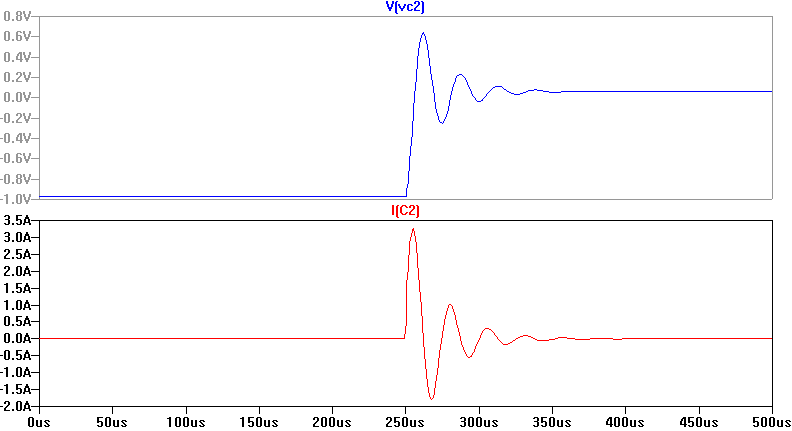 V(vc2)
0.8V
0.6V
0.4V
0.2V
0.0V
-0.2V
-0.4V
-0.6V
-0.8V
-1.0V
I(C2)
3.5A
3.0A
2.5A
2.0A
1.5A
1.0A
0.5A
0.0A
-0.5A
-1.0A
-1.5A
-2.0A
0us 50us 100us 150us 200us 250us 300us 350us 400us 450us 500us